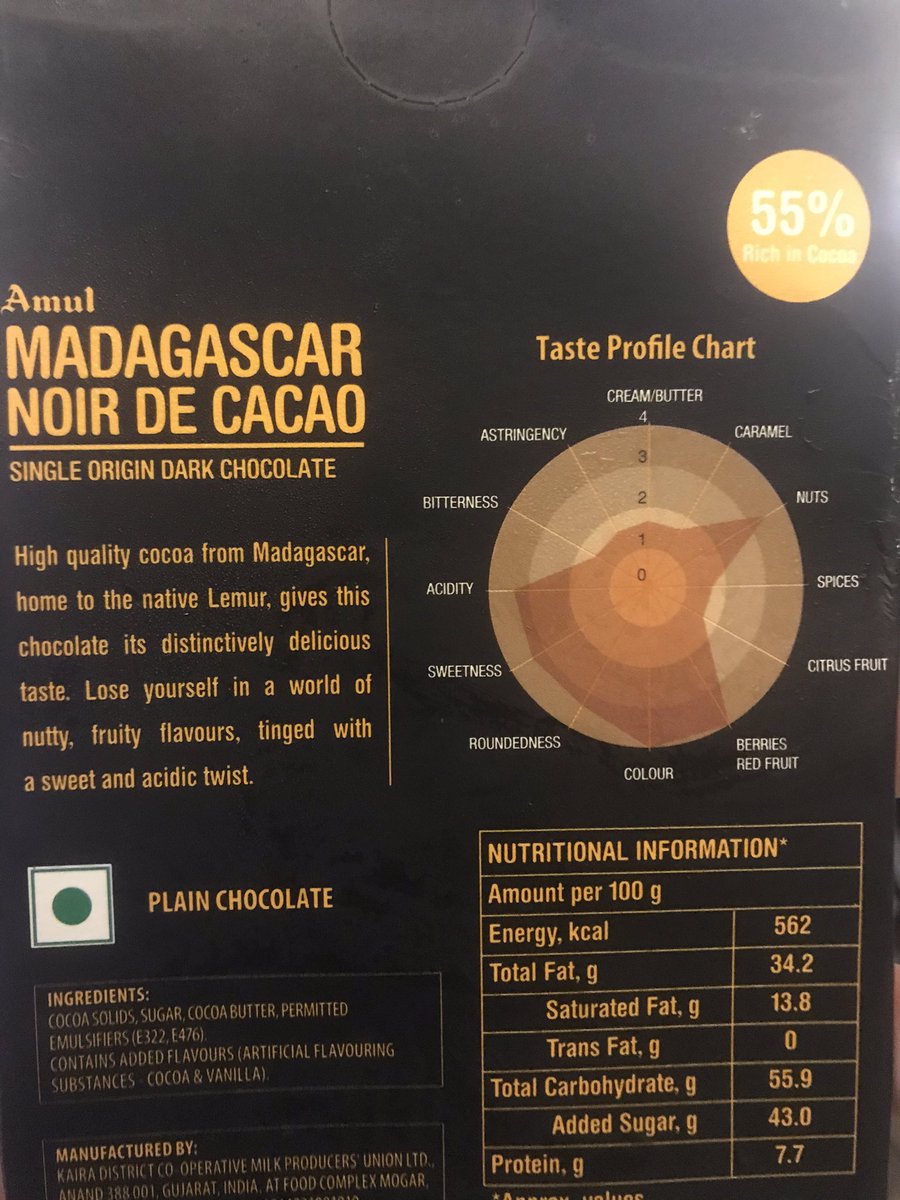 55%
Rich in Cocoa
Amul
MADAGASCAR
NOIR DE CACAO
SINGLE ORIGIN DARK CHOCOLATE
High quality cocoa from Madagascar,
home to the native Lemur, gives this
chocolate its distinctively delicious
taste. Lose yourself in a world of
nutty, fruity flavours, tinged with
a sweet and acidic twist.
Taste Profile Chart
CREAM/BUTTER
4
ASTRINGENCY
CARAMEL
3
BITTERNESS
2
NUTS
1
ACIDITY
0
SPICES
SWEETNESS
CITRUS FRUIT
ROUNDEDNESS
BERRIES
RED FRUIT
COLOUR
PLAIN CHOCOLATE
INGREDIENTS:
COCOA SOLIDS, SUGAR, COCOA BUTTER, PERMITTED
EMULSIFIERS (E322, E476).
CONTAINS ADDED FLAVOURS (ARTIFICIAL FLAVOURING
SUBSTANCES - COCOA & VANILLA).
MANUFACTURED BY:
KAIRA DISTRICT CO-OPERATIVE MILK PRODUCERS' UNION LTD.,
ANAND 388 001, GUJARAT, INDIA. AT FOOD COMPLEX MOGAR,
NUTRITIONAL INFORMATION*
Amount per 100 g
Energy, kcal 562
Total Fat, g 34.2
Saturated Fat, g 13.8
Trans Fat, g 0
Total Carbohydrate, g 55.9
Added Sugar, g 43.0
Protein, g 7.7
*Approx. values